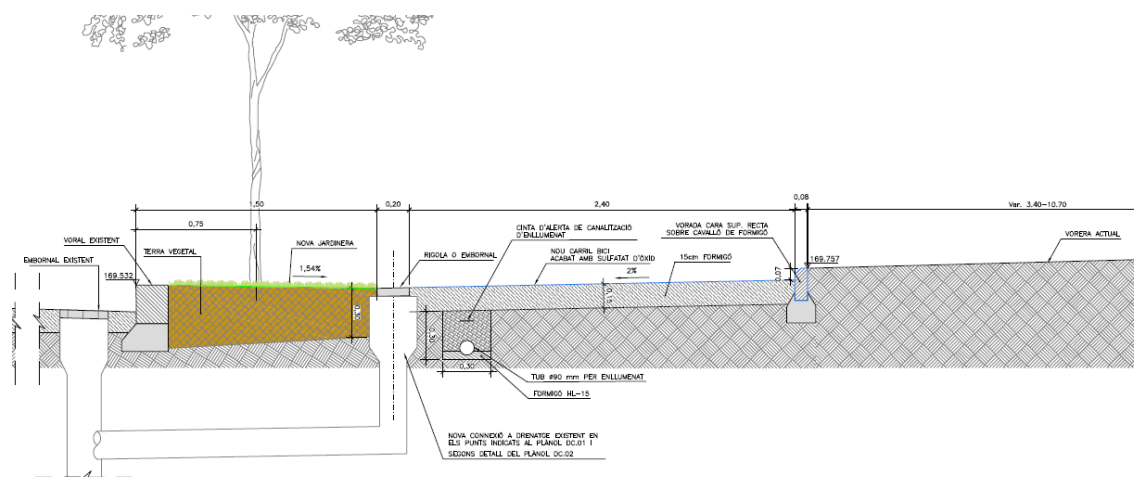 1,50
0,20
2,40
0,08
Var. 3.40-10.70
0,75
CINTA D'ALERTA DE CANALITZACIÓ
D'ENLLUMENAT
VORADA CARA SUP. RECTA
SOBRE CAVALLÓ DE FORMIGÓ
VORAL EXISTENT
TERRA VEGETAL
NOVA JARDINERA
RIGOLA O EMBORNAL
NOU CARRIL BICI
ACABAT AMB SULFATAT D'ÒXID
15cm FORMIGÓ
VORERA ACTUAL
EMBORNAL EXISTENT
169.532
1,54%
2%
0,07
169.757
0,15
0,30
0,30
TUB ø90 mm PER ENLLUMENAT
FORMIGÓ HL-15
NOVA CONNEXIÓ A DRENATGE EXISTENT EN
ELS PUNTS INDICATS AL PLÀNOL DC.01 I
SEGONS DETALL DEL PLÀNOL DC.02